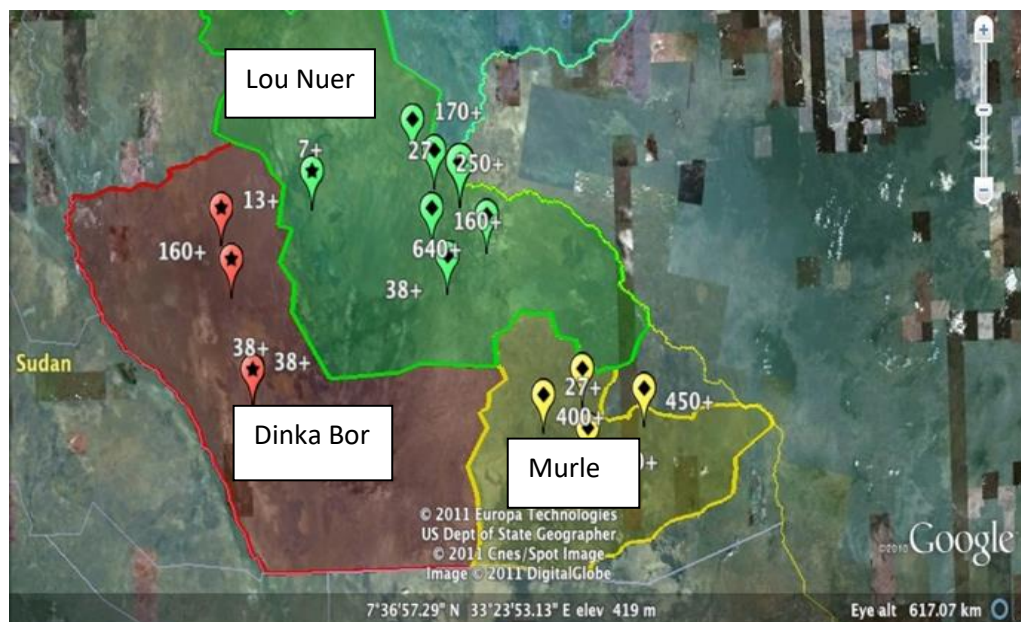 Lou Nuer
170+
7+
27
250+
13+
160+
160+
640+
38+
38+
38+
Sudan
27+
450+
400+
Dinka Bor
Murle
0+
© 2011 Europa Technologies
US Dept of State Geographer
© 2011 Cnes/Spot Image
Image © 2011 DigitalGlobe
©2010 Google
7°36'57.29" N 33°23'53.13" E elev 419 m
Eye alt 617.07 km